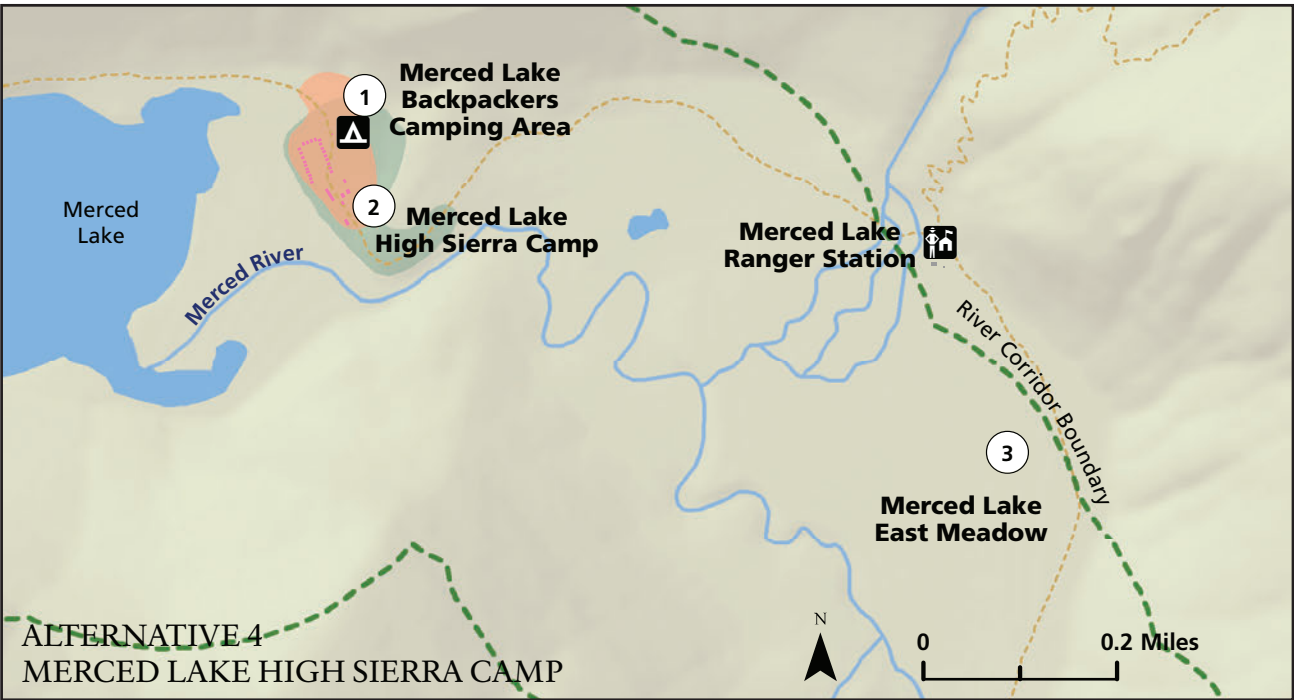 1
Merced Lake
Backpackers
Camping Area
Merced
Lake
2
Merced Lake
High Sierra Camp
Merced River
Merced Lake
Ranger Station
River Corridor Boundary
3
Merced Lake
East Meadow
N
0
0.2 Miles
ALTERNATIVE 4
MERCED LAKE HIGH SIERRA CAMP